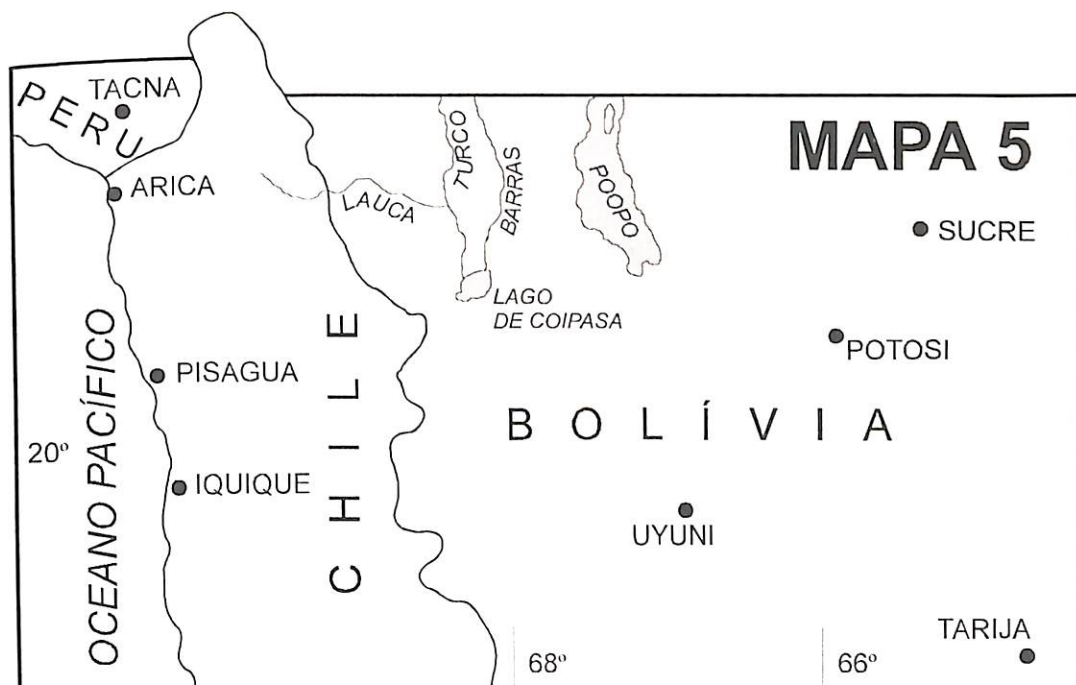 MAPA 5
PERU
TACNA
ARICA
TURCO
BARRAS
POOPO
LAUCA
SUCRE
LAGO
DE COIPASA
POTOSI
PISAGUA
OCEANO PACÍFICO
CHILE
BOLÍVIA
20º
IQUIQUE
UYUNI
TARIJA
68º
66º